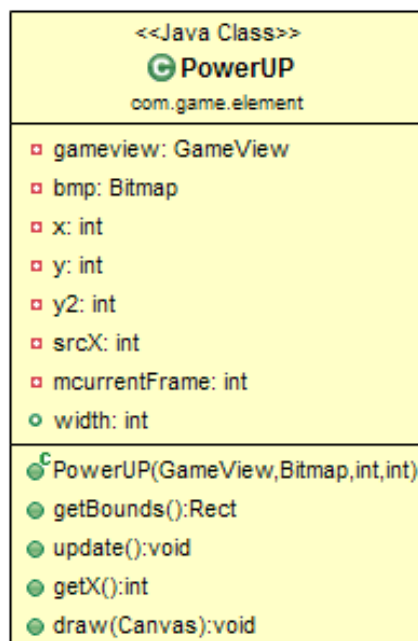 <<Java Class>>
C PowerUP
com.game.element
gameview: GameView
bmp: Bitmap
x: int
y: int
y2: int
srcX: int
mcurrentFrame: int
width: int
C PowerUP(GameView,Bitmap,int,int)
getBounds():Rect
update():void
getX():int
draw(Canvas):void